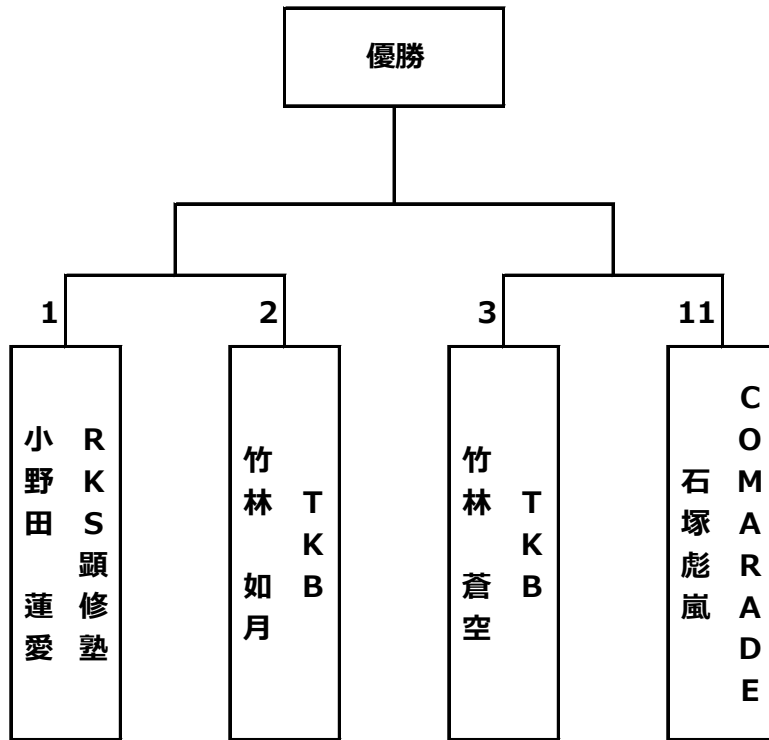 優勝
1
2
3
11
RKS顕修塾
小野田 蓮愛
TKB
竹林 如月
TKB
竹林 蒼空
COMARADE
石塚彪嵐